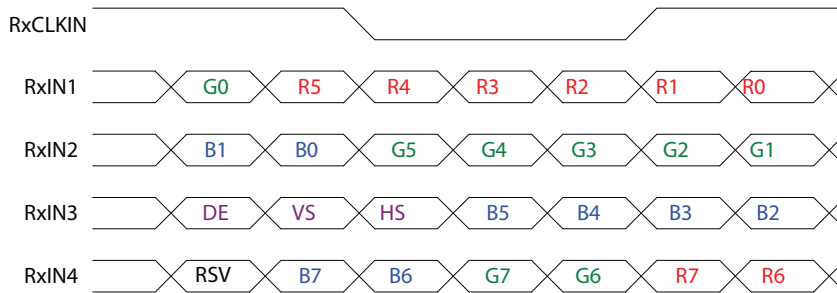 RxCLKIN
RxIN1 G0 R5 R4 R3 R2 R1 R0
RxIN2 B1 B0 G5 G4 G3 G2 G1
RxIN3 DE VS HS B5 B4 B3 B2
RxIN4 RSV B7 B6 G7 G6 R7 R6